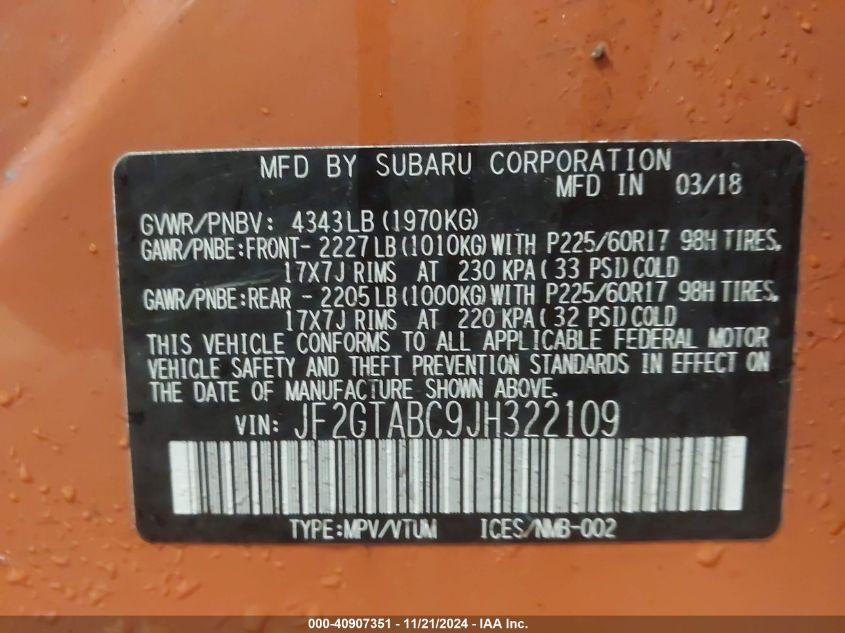 MFD BY SUBARU CORPORATION
MFD IN 03/18
GVWR/PNBV: 4343LB (1970KG)
GAWR/PNBE:FRONT- 2227LB (1010KG) WITH P225/60R17 98H TIRES,
17X7J RIMS AT 230 KPA ( 33 PSI) COLD
GAWR/PNBE:REAR - 2205LB (1000KG) WITH P225/60R17 98H TIRES,
17X7J RIMS AT 220 KPA ( 32 PSI) COLD
THIS VEHICLE CONFORMS TO ALL APPLICABLE FEDERAL MOTOR
VEHICLE SAFETY AND THEFT PREVENTION STANDARDS IN EFFECT ON
THE DATE OF MANUFACTURE SHOWN ABOVE.
VIN: JF2GTABC9JH322109
TYPE:MPV/VTUM ICES/NMB-002
000-40907351 - 11/21/2024 - IAA Inc.